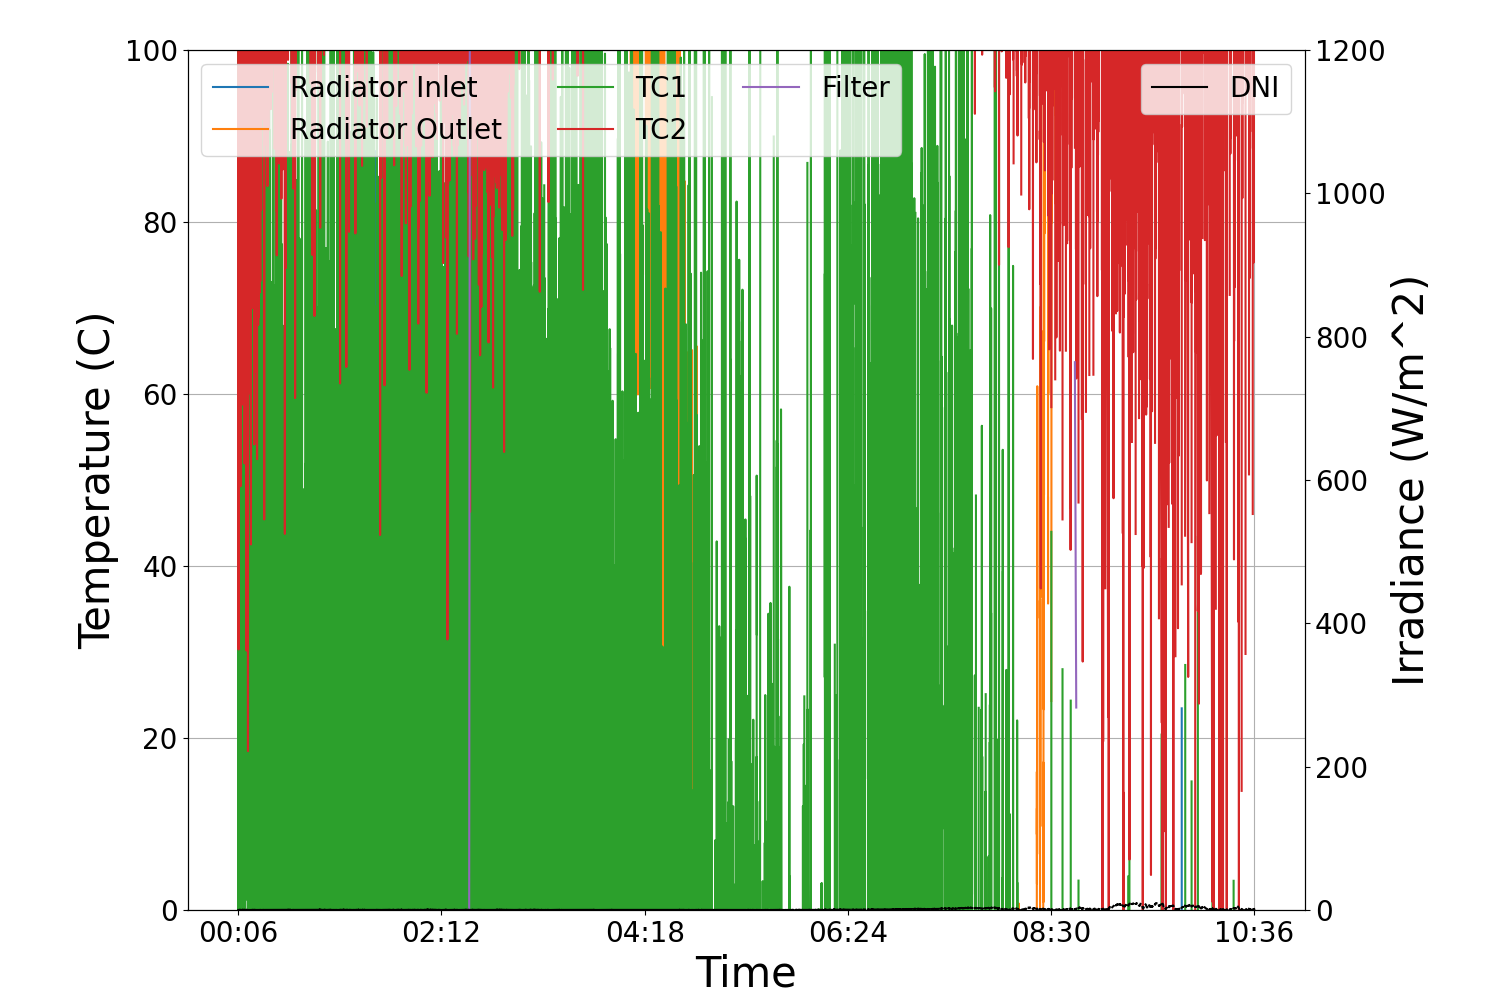 100
80
60
40
20
0
Temperature (C)
1200
1000
800
600
400
200
0
Irradiance (W/m^2)
Radiator Inlet
Radiator Outlet
TC1
TC2
Filter
DNI
00:06
02:12
04:18
06:24
08:30
10:36
Time